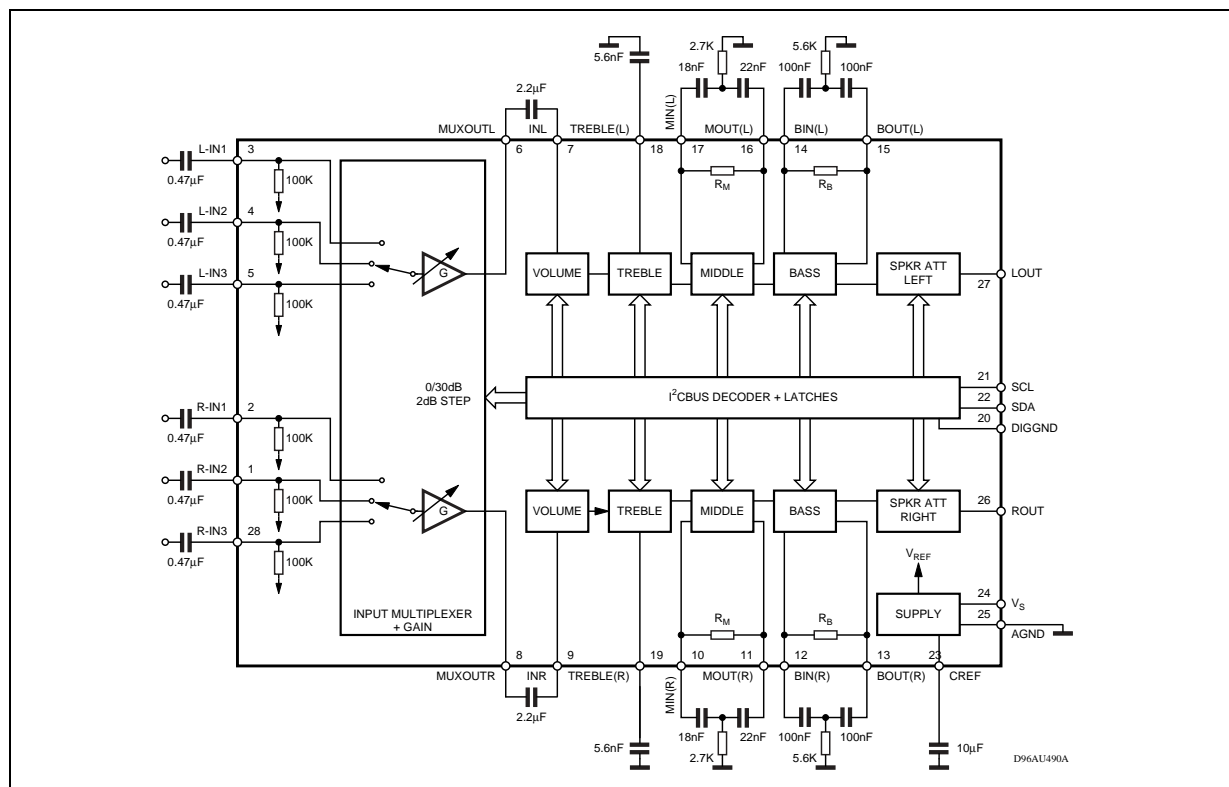 5.6nF
2.7K
18nF 22nF
5.6K
100nF 100nF
2.2μF
MUXOUTL INL TREBLE(L) MIN(L) MOUT(L) BIN(L) BOUT(L)
6 7 18 17 16 14 15
L-IN1 3
0.47μF 100K
L-IN2 4
0.47μF 100K
L-IN3 5
0.47μF 100K
G
RM RB
VOLUME TREBLE MIDDLE BASS SPKR ATT LEFT 27 LOUT
0/30dB
2dB STEP
I2CBUS DECODER + LATCHES
21 SCL
22 SDA
20 DIGGND
R-IN1 2
0.47μF 100K
R-IN2 1
0.47μF 100K
R-IN3 28
0.47μF 100K
G
VOLUME TREBLE MIDDLE BASS SPKR ATT RIGHT 26 ROUT
VREF
SUPPLY
24 VS
25 AGND
INPUT MULTIPLEXER
+ GAIN
RM RB
8 9 19 10 11 12 13 23
MUXOUTR INR TREBLE(R) MIN(R) MOUT(R) BIN(R) BOUT(R) CREF
2.2μF
5.6nF
18nF 22nF
2.7K
100nF 100nF
5.6K
10μF
D96AU490A